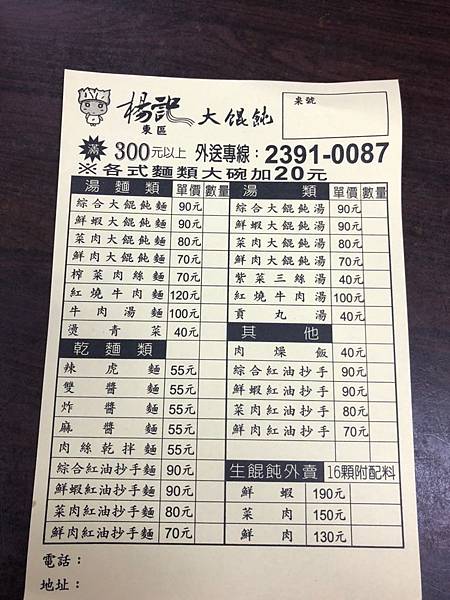 楊記 大餛飩
東區
桌號
滿 300元以上 外送專線：2391-0087
※各式麵類大碗加20元
湯麵類 單價 數量
綜合大餛飩麵 90元
鮮蝦大餛飩麵 90元
菜肉大餛飩麵 80元
鮮肉大餛飩麵 70元
榨菜肉絲麵 70元
紅燒牛肉麵 120元
牛肉湯麵 100元
燙青菜 40元
乾麵類
辣虎麵 55元
雙醬麵 55元
炸醬麵 55元
麻醬麵 55元
肉絲乾拌麵 55元
綜合紅油抄手麵 90元
鮮蝦紅油抄手麵 90元
菜肉紅油抄手麵 80元
鮮肉紅油抄手麵 70元
湯類 單價 數量
綜合大餛飩湯 90元
鮮蝦大餛飩湯 90元
菜肉大餛飩湯 80元
鮮肉大餛飩湯 70元
紫菜三絲湯 40元
紅燒牛肉湯 100元
貢丸湯 40元
其他
肉燥飯 40元
綜合紅油抄手 90元
鮮蝦紅油抄手 90元
菜肉紅油抄手 80元
鮮肉紅油抄手 70元
生餛飩外賣 16顆附配料
鮮蝦 190元
菜肉 150元
鮮肉 130元
電話：
地址：